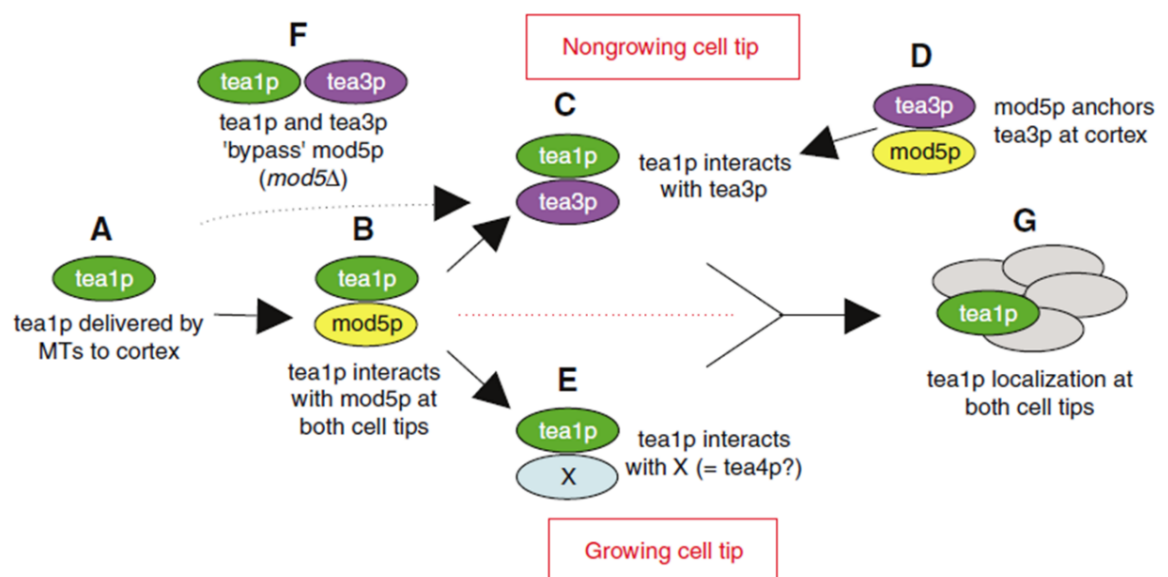 F
tea1p tea3p
tea1p and tea3p
'bypass' mod5p
(mod5Δ)
Nongrowing cell tip
C
tea1p
tea3p
tea1p interacts
with tea3p
D
tea3p
mod5p
mod5p anchors
tea3p at cortex
A
tea1p
tea1p delivered by
MTs to cortex
B
tea1p
mod5p
tea1p interacts
with mod5p at
both cell tips
E
tea1p
X
tea1p interacts
with X (= tea4p?)
Growing cell tip
G
tea1p
tea1p localization at
both cell tips